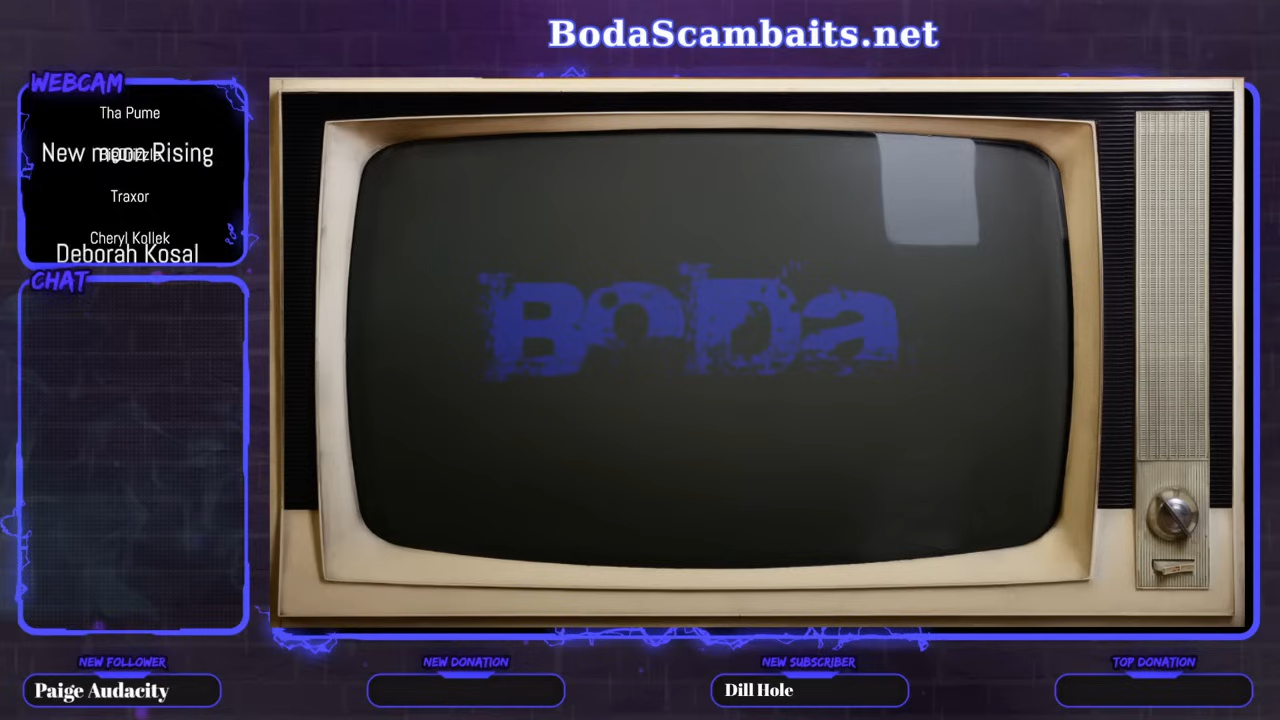 BodaScambaits.net
WEBCAM
Tha Pume
New moon Rising
Traxor
Cheryl Kollek
Deborah Kosal
CHAT
BoDa
NEW FOLLOWER
NEW DONATION
NEW SUBSCRIBER
TOP DONATION
Paige Audacity
Dill Hole